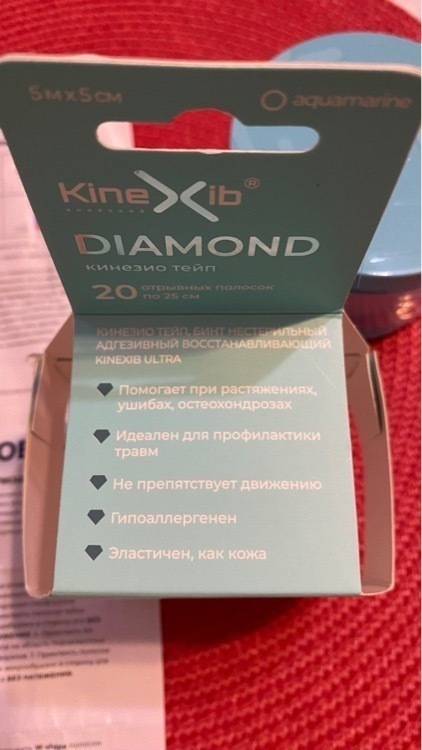 5м x 5см
aquamarine
KineXib®
DIAMOND
кинезио тейп
20 отрывных полосок
по 25 см
КИНЕЗИО ТЕЙП, БИНТ НЕСТЕРИЛЬНЫЙ
АДГЕЗИВНЫЙ ВОССТАНАВЛИВАЮЩИЙ
KINEXIB ULTRA
Помогает при растяжениях,
ушибах, остеохондрозах
Идеален для профилактики
травм
Не препятствует движению
Гипоаллергенен
Эластичен, как кожа